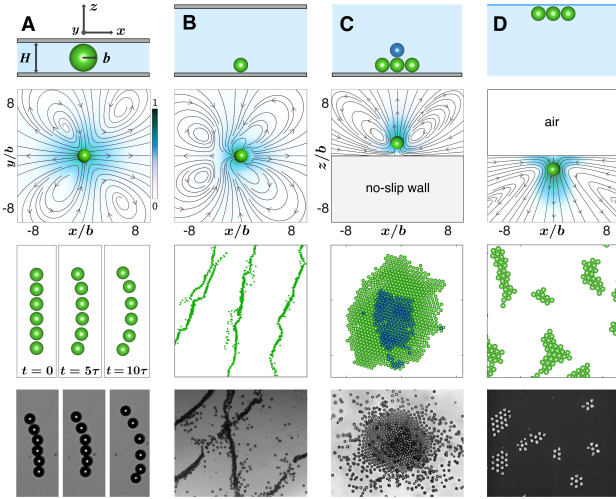 A
B
C
D
z
y
x
H
b
8
y/b
-8
-8
x/b
8
1
0
-8
x/b
8
8
z/b
-8
no-slip wall
-8
x/b
8
air
-8
x/b
8
t = 0
t = 5τ
t = 10τ